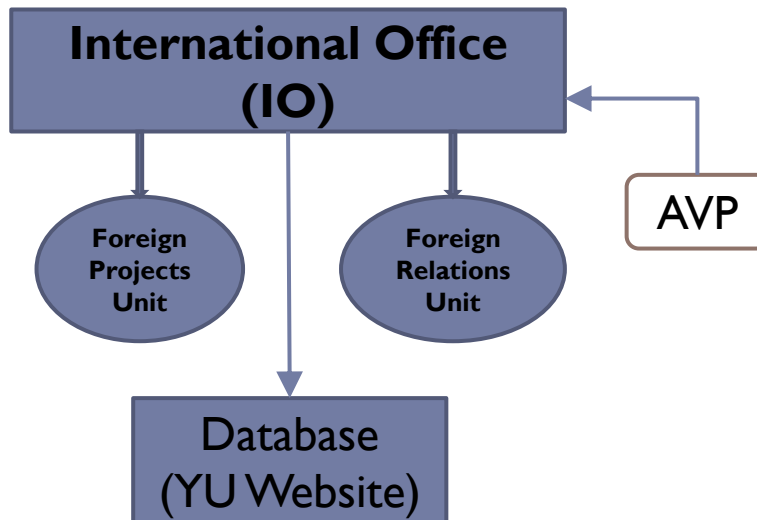 International Office
(IO)
AVP
Foreign
Projects
Unit
Foreign
Relations
Unit
Database
(YU Website)